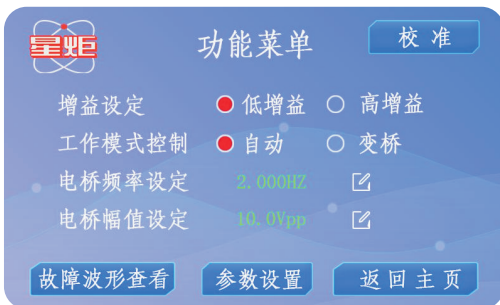 星炬
功能菜单
校准
增益设定 低增益 高增益
工作模式控制 自动 变桥
电桥频率设定 2.000HZ
电桥幅值设定 10.0Vpp
故障波形查看 参数设置 返回主页